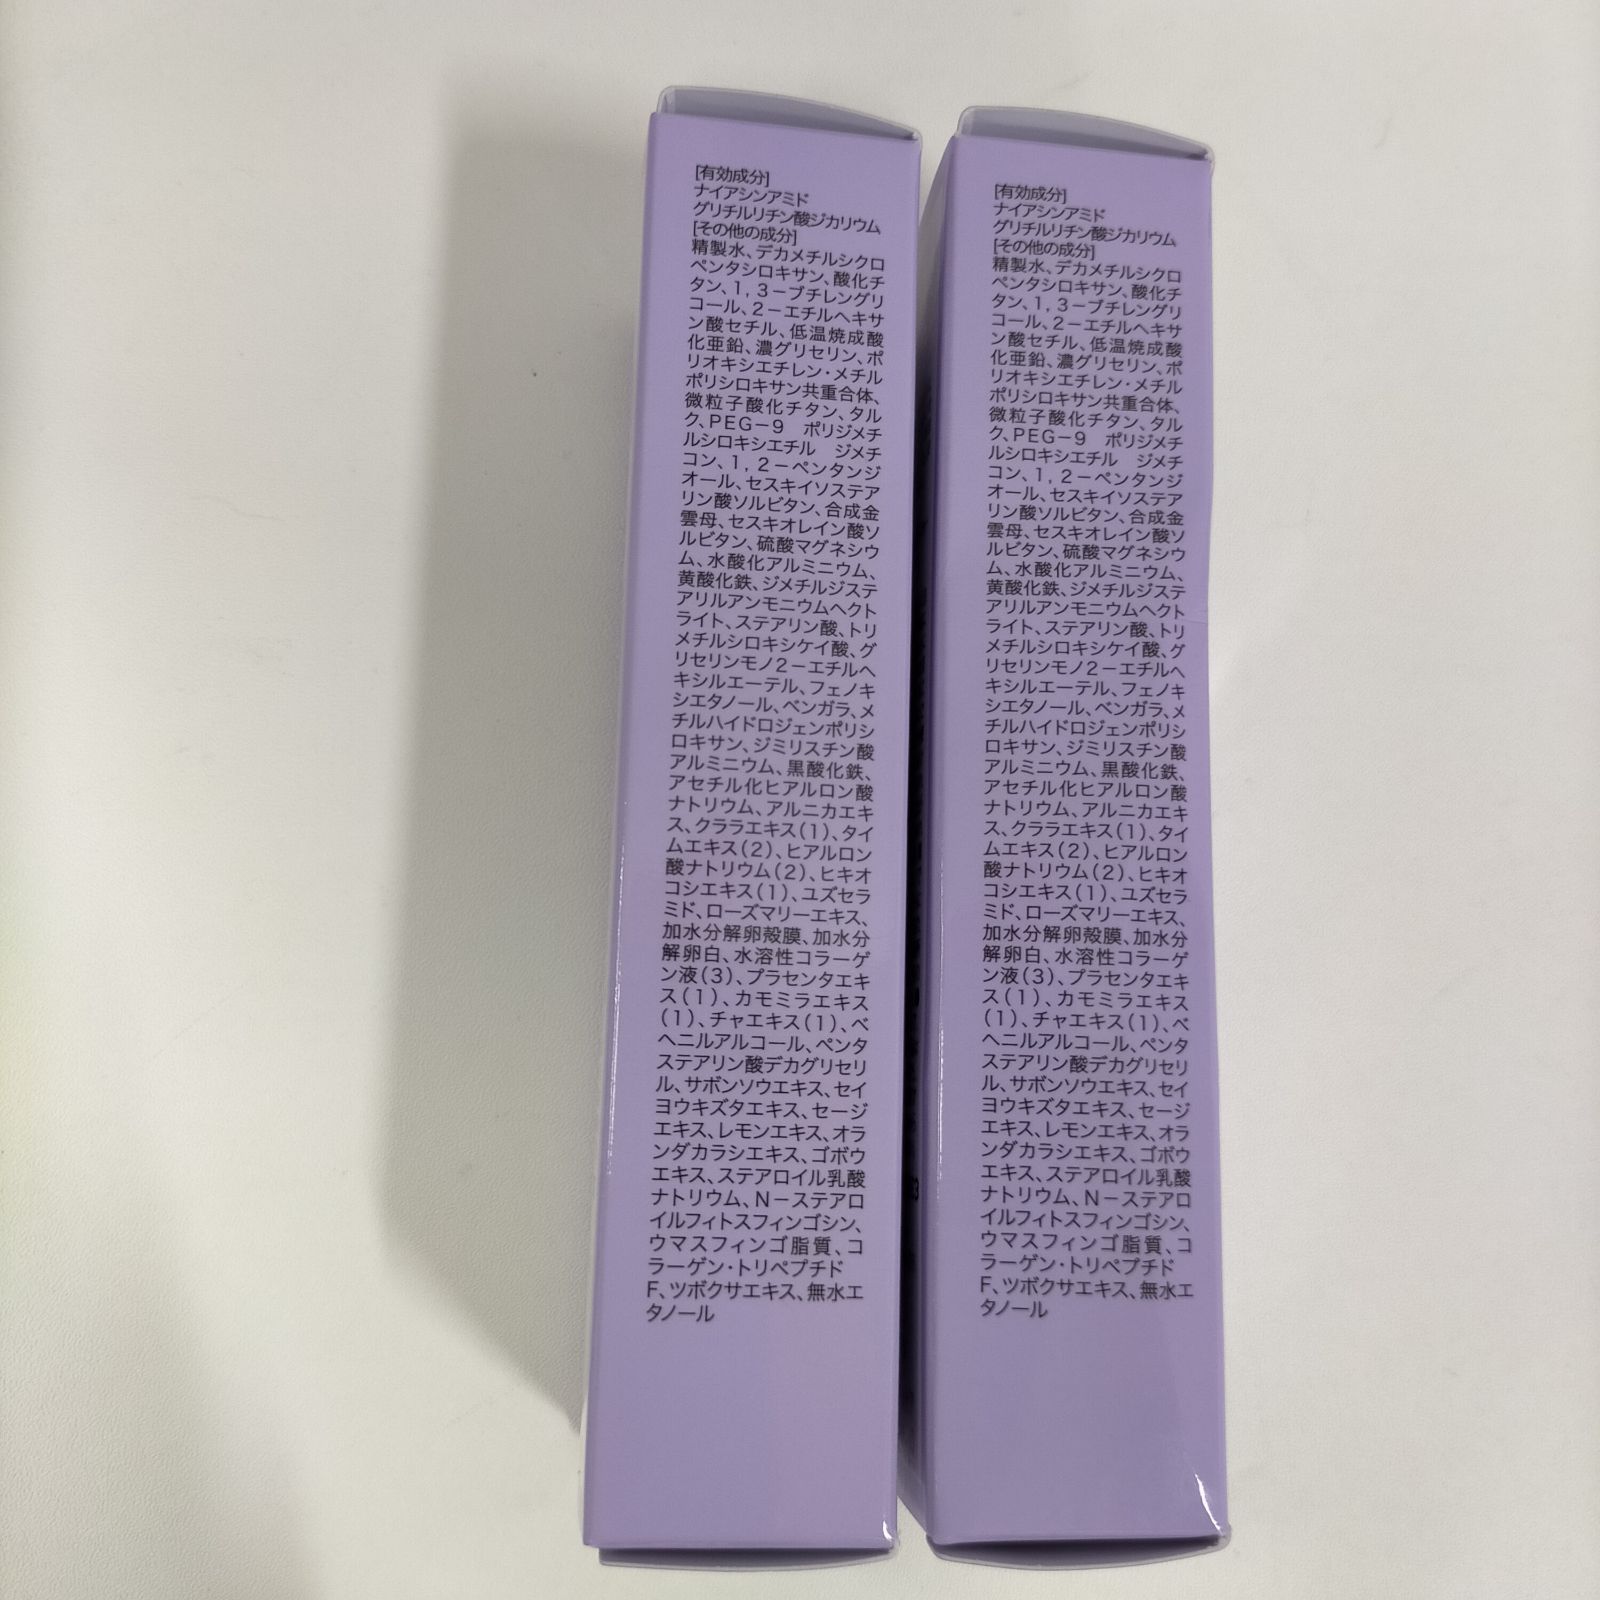 [有効成分]
ナイアシンアミド
グリチルリチン酸ジカリウム
[その他の成分]
精製水、デカメチルシクロ
ペンタシロキサン、酸化チ
タン、1，3－ブチレングリ
コール、2－エチルヘキサ
ン酸セチル、低温焼成酸
化亜鉛、濃グリセリン、ポ
リオキシエチレン・メチル
ポリシロキサン共重合体、
微粒子酸化チタン、タル
ク、PEG－9　ポリジメチ
ルシロキシエチル　ジメチ
コン、1，2－ペンタンジ
オール、セスキイソステア
リン酸ソルビタン、合成金
雲母、セスキオレイン酸ソ
ルビタン、硫酸マグネシウ
ム、水酸化アルミニウム、
黄酸化鉄、ジメチルジステ
アリルアンモニウムヘクト
ライト、ステアリン酸、トリ
メチルシロキシケイ酸、グ
リセリンモノ2－エチルヘ
キシルエーテル、フェノキ
シエタノール、ベンガラ、メ
チルハイドロジェンポリシ
ロキサン、ジミリスチン酸
アルミニウム、黒酸化鉄、
アセチル化ヒアルロン酸
ナトリウム、アルニカエキ
ス、クララエキス（1）、タイ
ムエキス（2）、ヒアルロン
酸ナトリウム（2）、ヒキオ
コシエキス（1）、ユズセラ
ミド、ローズマリーエキス、
加水分解卵殻膜、加水分
解卵白、水溶性コラーゲ
ン液（3）、プラセンタエキ
ス（1）、カモミラエキス
（1）、チャエキス（1）、ベ
ヘニルアルコール、ペンタ
ステアリン酸デカグリセリ
ル、サボンソウエキス、セイ
ヨウキズタエキス、セージ
エキス、レモンエキス、オラ
ンダカラシエキス、ゴボウ
エキス、ステアロイル乳酸
ナトリウム、N－ステアロ
イルフィトスフィンゴシン、
ウマスフィンゴ脂質、コ
ラーゲン・トリペプチド
F、ツボクサエキス、無水エ
タノール
[有効成分]
ナイアシンアミド
グリチルリチン酸ジカリウム
[その他の成分]
精製水、デカメチルシクロ
ペンタシロキサン、酸化チ
タン、1，3－ブチレングリ
コール、2－エチルヘキサ
ン酸セチル、低温焼成酸
化亜鉛、濃グリセリン、ポ
リオキシエチレン・メチル
ポリシロキサン共重合体、
微粒子酸化チタン、タル
ク、PEG－9　ポリジメチ
ルシロキシエチル　ジメチ
コン、1，2－ペンタンジ
オール、セスキイソステア
リン酸ソルビタン、合成金
雲母、セスキオレイン酸ソ
ルビタン、硫酸マグネシウ
ム、水酸化アルミニウム、
黄酸化鉄、ジメチルジステ
アリルアンモニウムヘクト
ライト、ステアリン酸、トリ
メチルシロキシケイ酸、グ
リセリンモノ2－エチルヘ
キシルエーテル、フェノキ
シエタノール、ベンガラ、メ
チルハイドロジェンポリシ
ロキサン、ジミリスチン酸
アルミニウム、黒酸化鉄、
アセチル化ヒアルロン酸
ナトリウム、アルニカエキ
ス、クララエキス（1）、タイ
ムエキス（2）、ヒアルロン
酸ナトリウム（2）、ヒキオ
コシエキス（1）、ユズセラ
ミド、ローズマリーエキス、
加水分解卵殻膜、加水分
解卵白、水溶性コラーゲ
ン液（3）、プラセンタエキ
ス（1）、カモミラエキス
（1）、チャエキス（1）、ベ
ヘニルアルコール、ペンタ
ステアリン酸デカグリセリ
ル、サボンソウエキス、セイ
ヨウキズタエキス、セージ
エキス、レモンエキス、オラ
ンダカラシエキス、ゴボウ
エキス、ステアロイル乳酸
ナトリウム、N－ステアロ
イルフィトスフィンゴシン、
ウマスフィンゴ脂質、コ
ラーゲン・トリペプチド
F、ツボクサエキス、無水エ
タノール